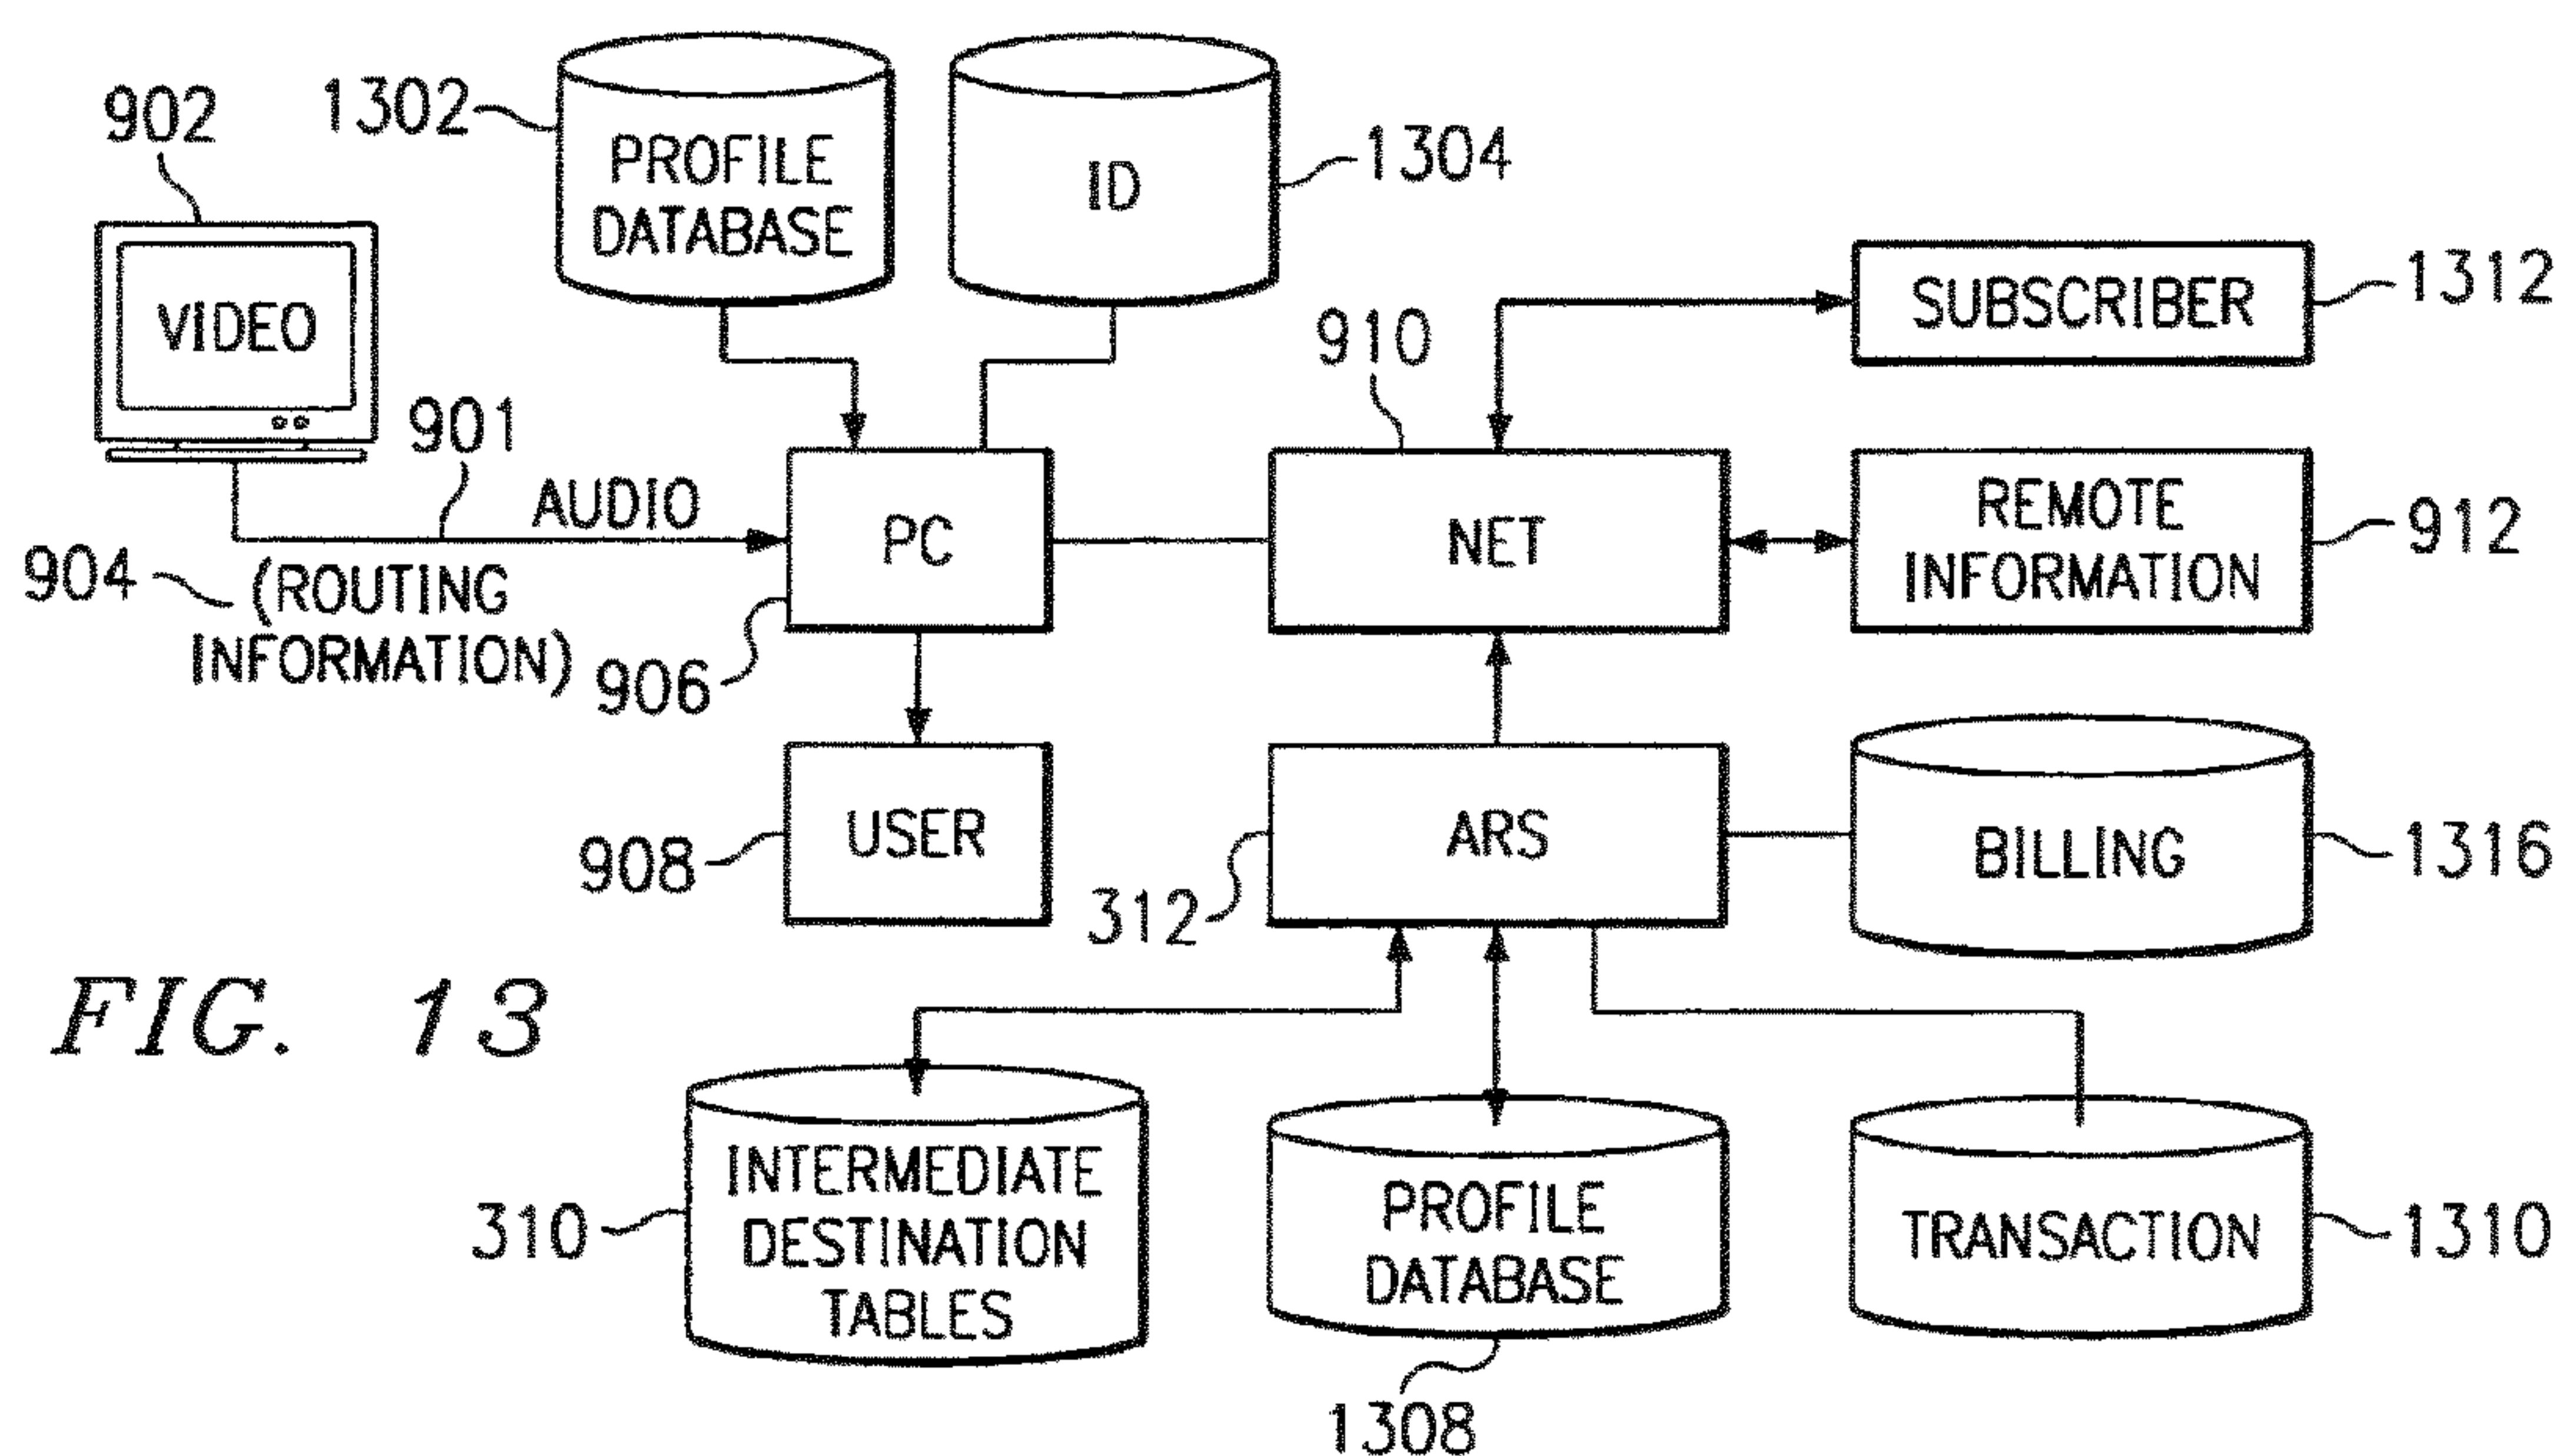 902
1302
PROFILE
DATABASE
ID
1304
VIDEO
901
AUDIO
904
(ROUTING
INFORMATION)
PC
906
USER
908
910
NET
SUBSCRIBER
1312
REMOTE
INFORMATION
912
ARS
312
BILLING
1316
FIG. 13
310
INTERMEDIATE
DESTINATION
TABLES
PROFILE
DATABASE
1308
TRANSACTION
1310